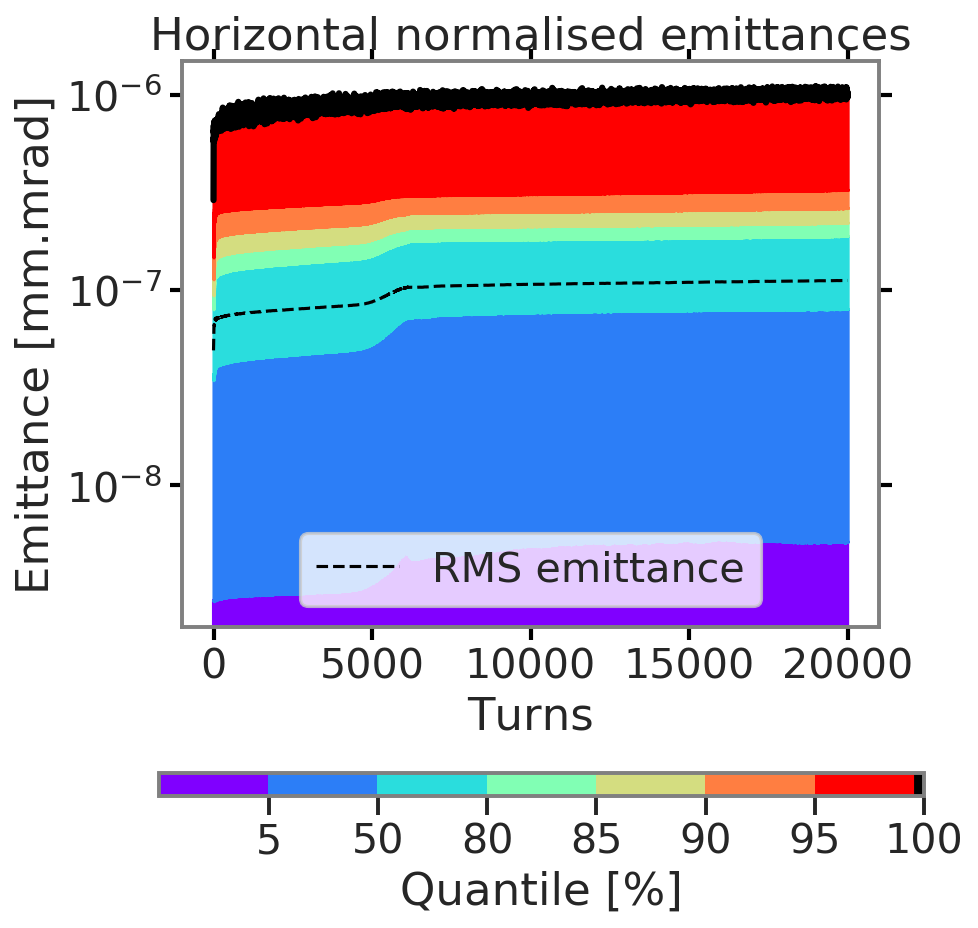 Horizontal normalised emittances
Emittance [mm.mrad]
10⁻⁶
10⁻⁷
10⁻⁸
RMS emittance
0 5000 10000 15000 20000
Turns
5 50 80 85 90 95 100
Quantile [%]